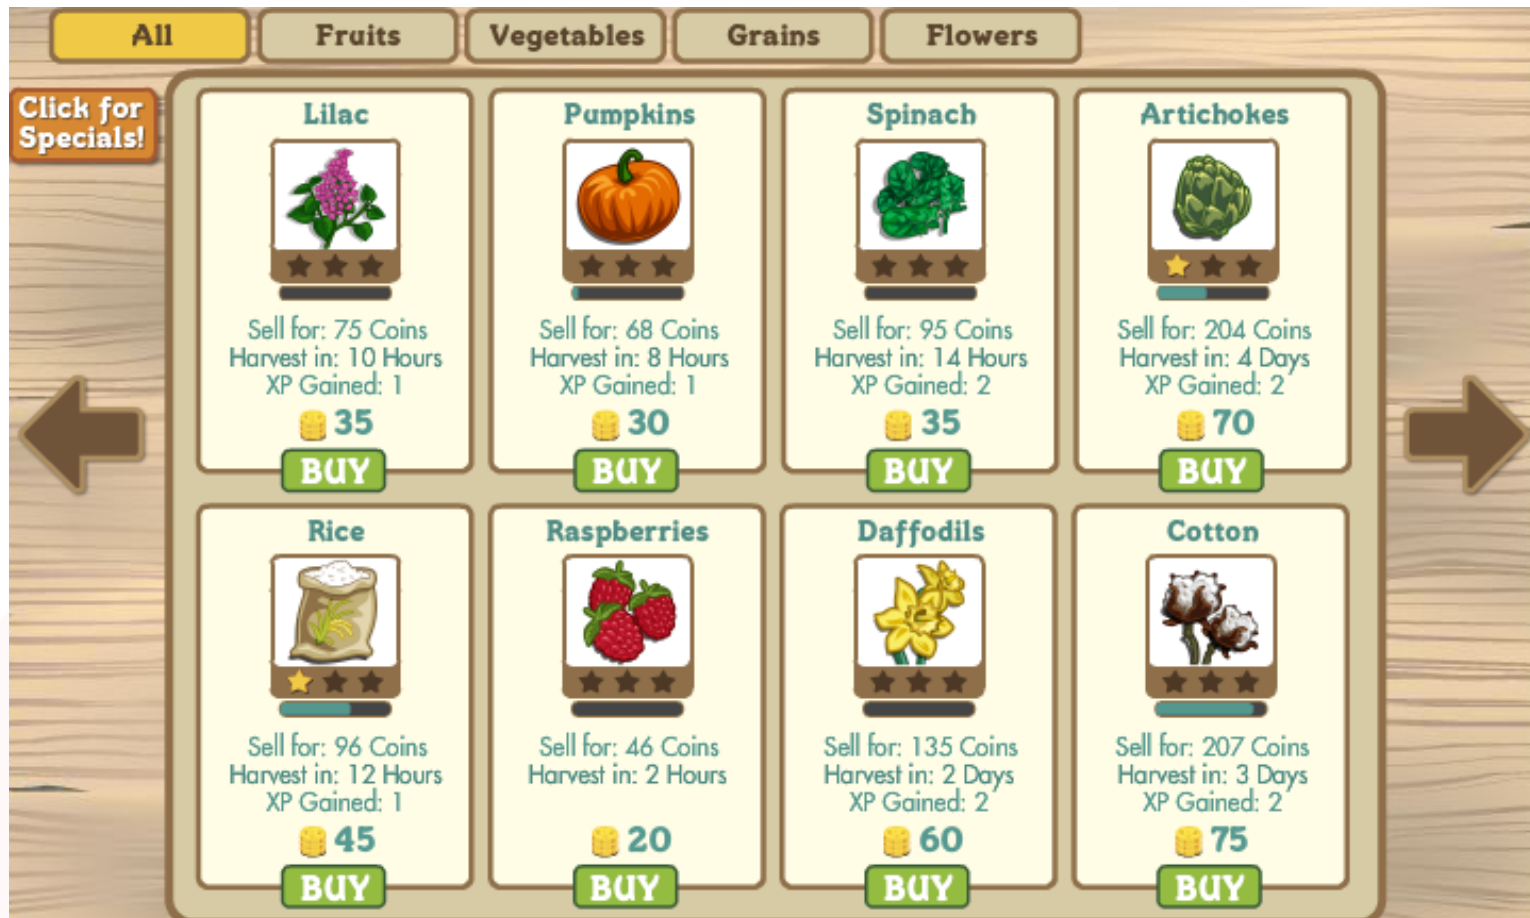 All
Fruits
Vegetables
Grains
Flowers
Click for
Specials!
Lilac
Sell for: 75 Coins
Harvest in: 10 Hours
XP Gained: 1
35
BUY
Pumpkins
Sell for: 68 Coins
Harvest in: 8 Hours
XP Gained: 1
30
BUY
Spinach
Sell for: 95 Coins
Harvest in: 14 Hours
XP Gained: 2
35
BUY
Artichokes
Sell for: 204 Coins
Harvest in: 4 Days
XP Gained: 2
70
BUY
Rice
Sell for: 96 Coins
Harvest in: 12 Hours
XP Gained: 1
45
BUY
Raspberries
Sell for: 46 Coins
Harvest in: 2 Hours
20
BUY
Daffodils
Sell for: 135 Coins
Harvest in: 2 Days
XP Gained: 2
60
BUY
Cotton
Sell for: 207 Coins
Harvest in: 3 Days
XP Gained: 2
75
BUY